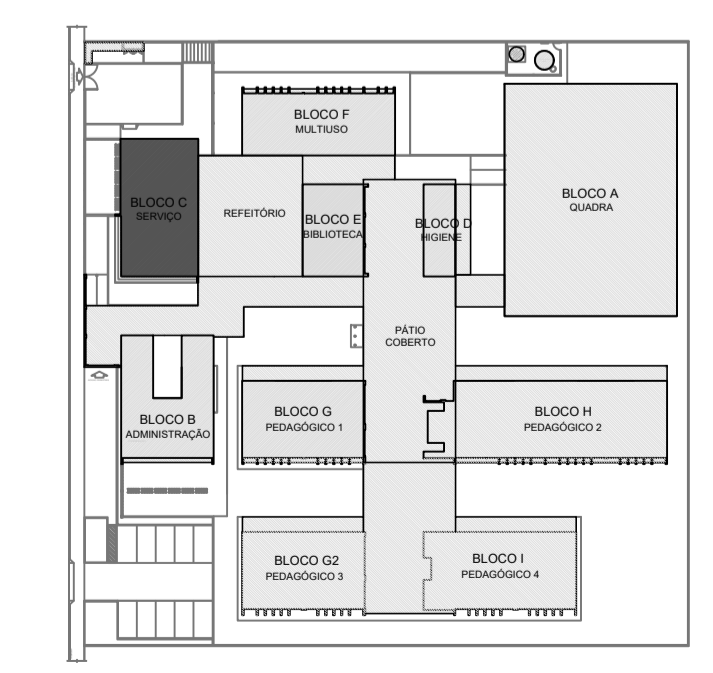 BLOCO F
MULTIUSO
BLOCO A
QUADRA
BLOCO C
SERVIÇO
REFEITÓRIO
BLOCO E
BIBLIOTECA
BLOCO D
HIGIENE
PÁTIO
COBERTO
BLOCO B
ADMINISTRAÇÃO
BLOCO G
PEDAGÓGICO 1
BLOCO H
PEDAGÓGICO 2
BLOCO G2
PEDAGÓGICO 3
BLOCO I
PEDAGÓGICO 4